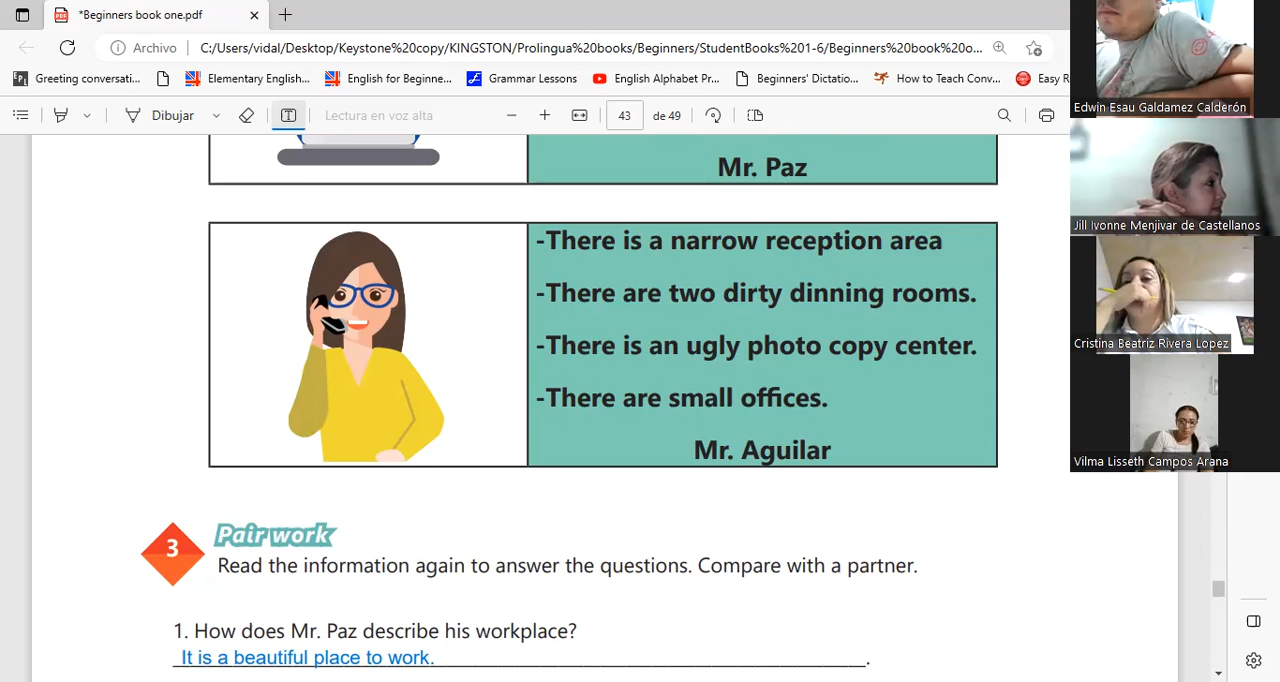 *Beginners book one.pdf
Archivo
C:/Users/vidal/Desktop/Keystone%20copy/KINGSTON/Prolingua%20books/Beginners/StudentBooks%201-6/Beginners%20book%20o...
Greeting conversati...
Elementary English...
English for Beginne...
Grammar Lessons
English Alphabet Pr...
Beginners' Dictatio...
How to Teach Conv...
Easy R
Dibujar
Lectura en voz alta
43
de 49
Mr. Paz
-There is a narrow reception area
-There are two dirty dinning rooms.
-There is an ugly photo copy center.
-There are small offices.
Mr. Aguilar
3
Pair work
Read the information again to answer the questions. Compare with a partner.
1. How does Mr. Paz describe his workplace?
It is a beautiful place to work.
Edwin Esau Galdamez Calderón
Jill Ivonne Menjivar de Castellanos
Cristina Beatriz Rivera Lopez
Vilma Lisseth Campos Arana